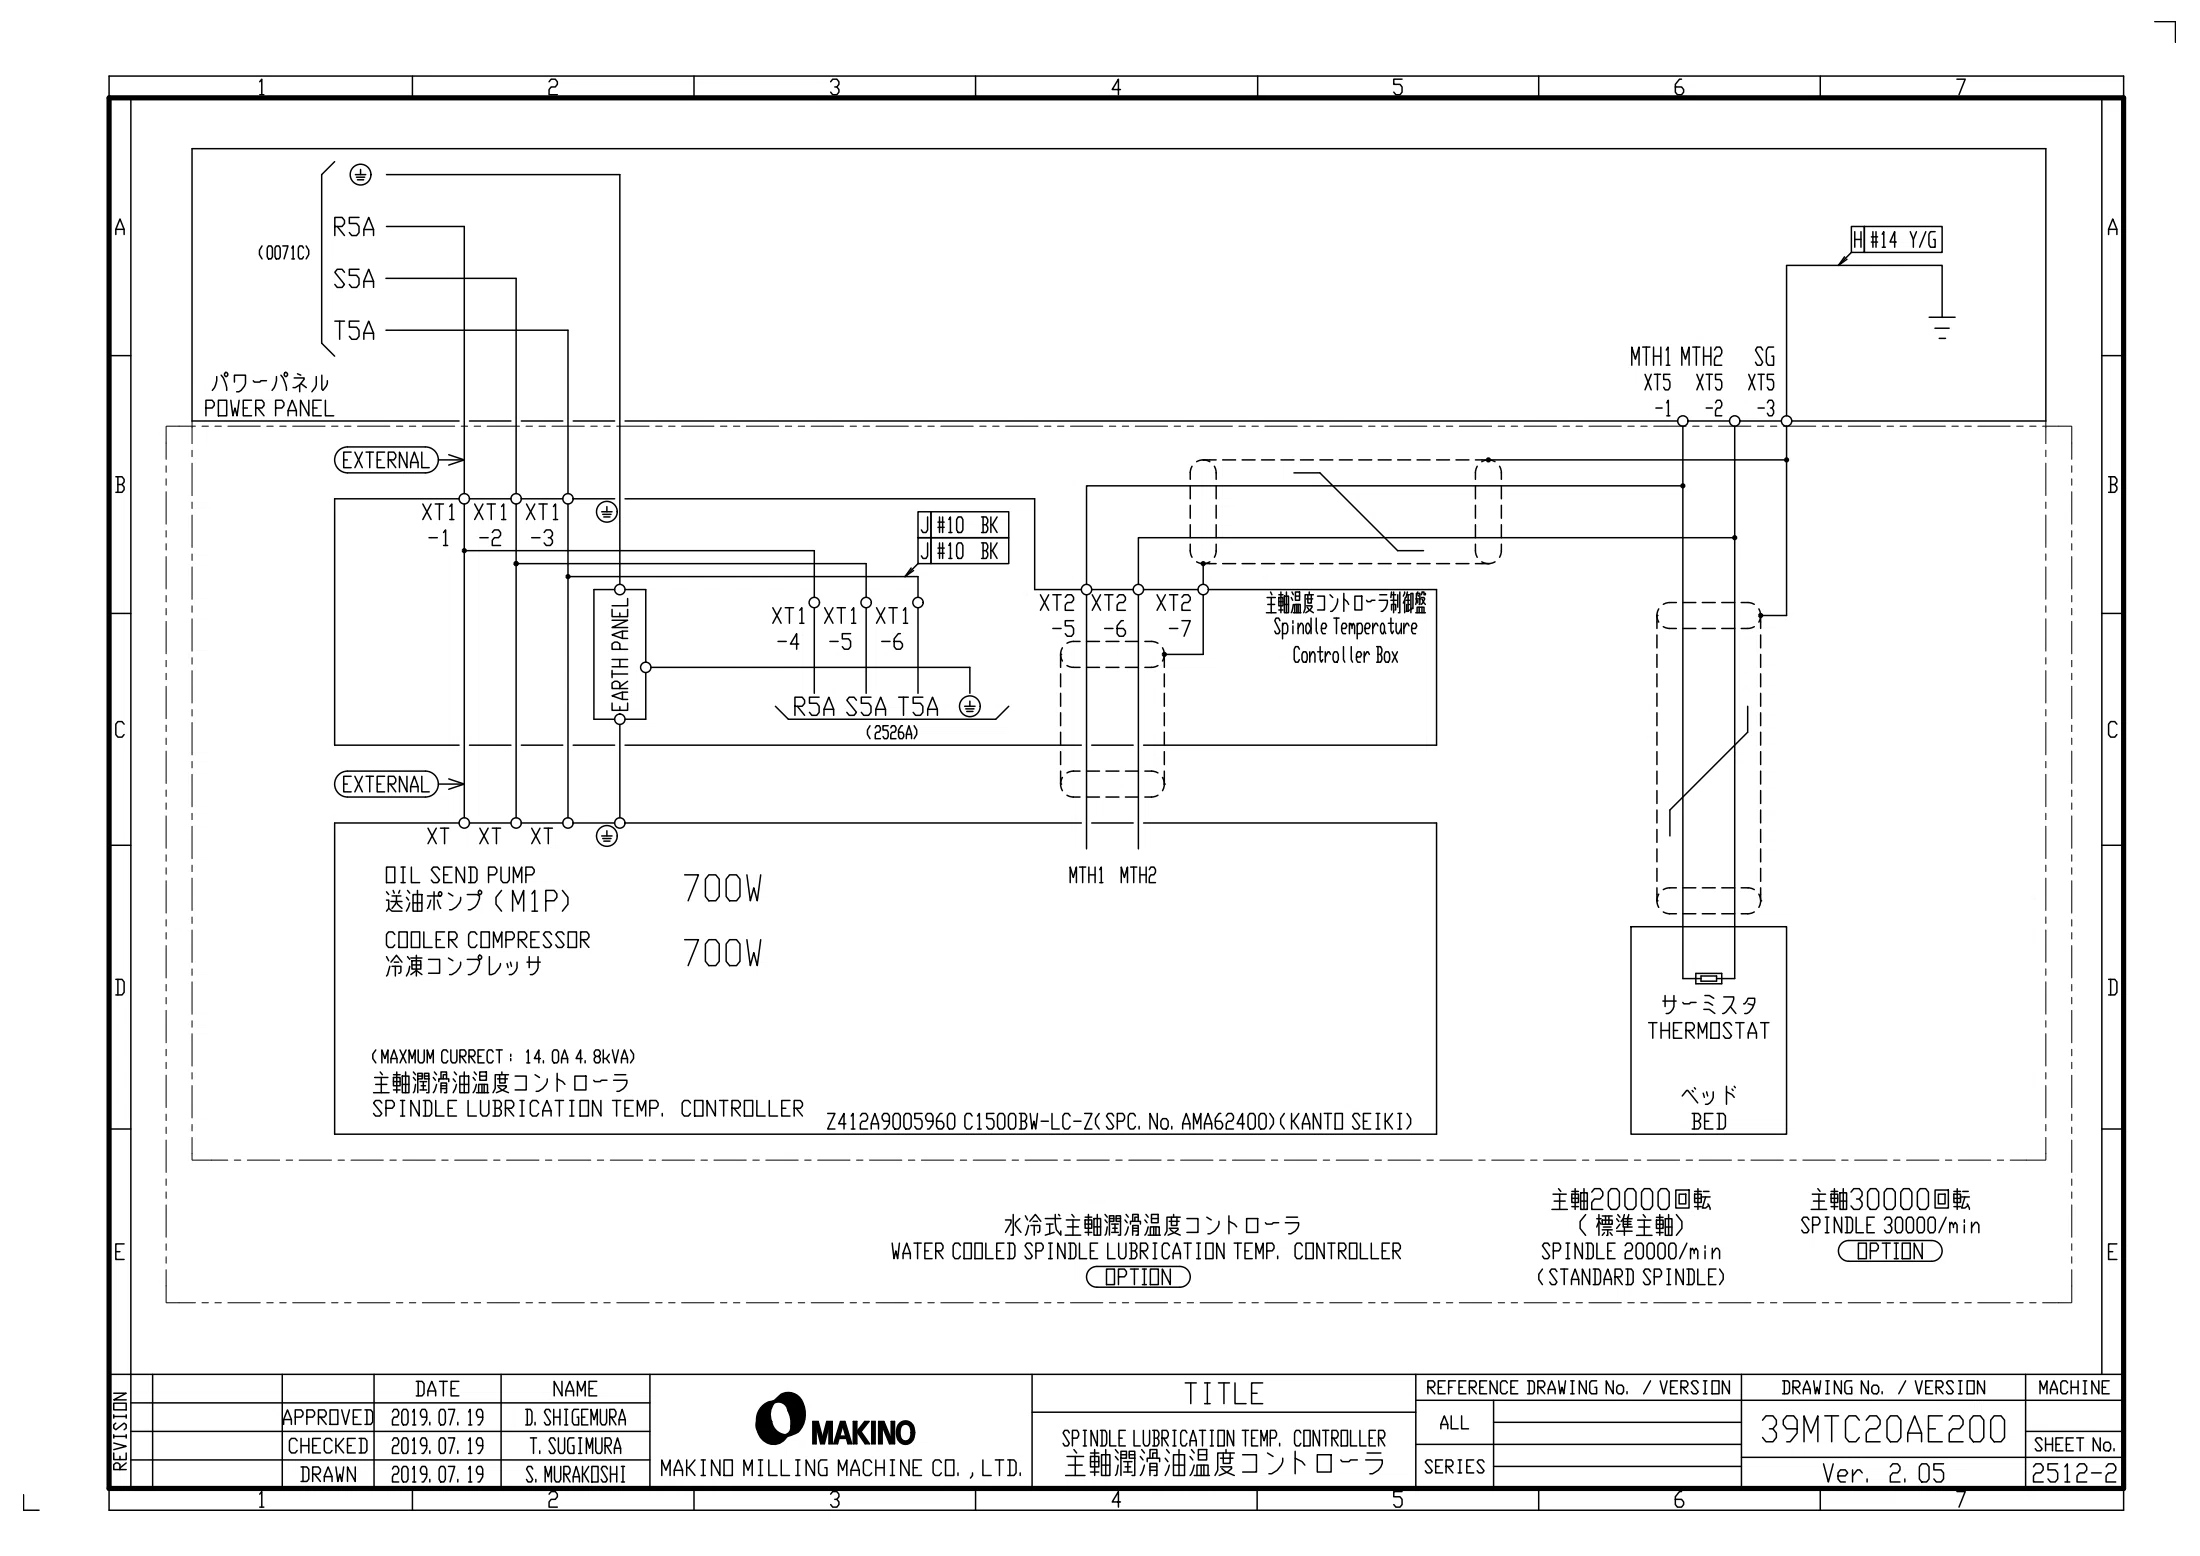 1 2 3 4 5 6 7
A A
R5A
H #14 Y/G
(0071C)
S5A
T5A
MTH1 MTH2 SG
XT5 XT5 XT5
-1 -2 -3
パワーパネル
POWER PANEL
EXTERNAL
B B
XT1 XT1 XT1
-1 -2 -3
J #10 BK
J #10 BK
EARTH PANEL
XT1 XT1 XT1
-4 -5 -6
XT2 XT2 XT2
-5 -6 -7
主軸温度コントローラ制御盤
Spindle Temperature
Controller Box
R5A S5A T5A
(2526A)
C C
EXTERNAL
XT XT XT
OIL SEND PUMP
送油ポンプ(M1P)
700W
MTH1 MTH2
COOLER COMPRESSOR
冷凍コンプレッサ
700W
D D
サーミスタ
THERMOSTAT
ベッド
BED
(MAXMUM CURRECT: 14.0A 4.8kVA)
主軸潤滑油温度コントローラ
SPINDLE LUBRICATION TEMP. CONTROLLER
Z412A9005960 C1500BW-LC-Z(SPC. No. AMA62400)(KANTO SEIKI)
E E
水冷式主軸潤滑温度コントローラ
WATER COOLED SPINDLE LUBRICATION TEMP. CONTROLLER
OPTION
主軸20000回転
(標準主軸)
SPINDLE 20000/min
(STANDARD SPINDLE)
主軸30000回転
SPINDLE 30000/min
OPTION
REVISION
DATE NAME
APPROVED 2019.07.19 D. SHIGEMURA
CHECKED 2019.07.19 T. SUGIMURA
DRAWN 2019.07.19 S. MURAKOSHI
MAKINO
MAKINO MILLING MACHINE CO.,LTD.
TITLE
SPINDLE LUBRICATION TEMP. CONTROLLER
主軸潤滑油温度コントローラ
REFERENCE DRAWING No. / VERSION
ALL
SERIES
DRAWING No. / VERSION
39MTC20AE200
Ver. 2.05
MACHINE
SHEET No.
2512-2
1 2 3 4 5 6 7